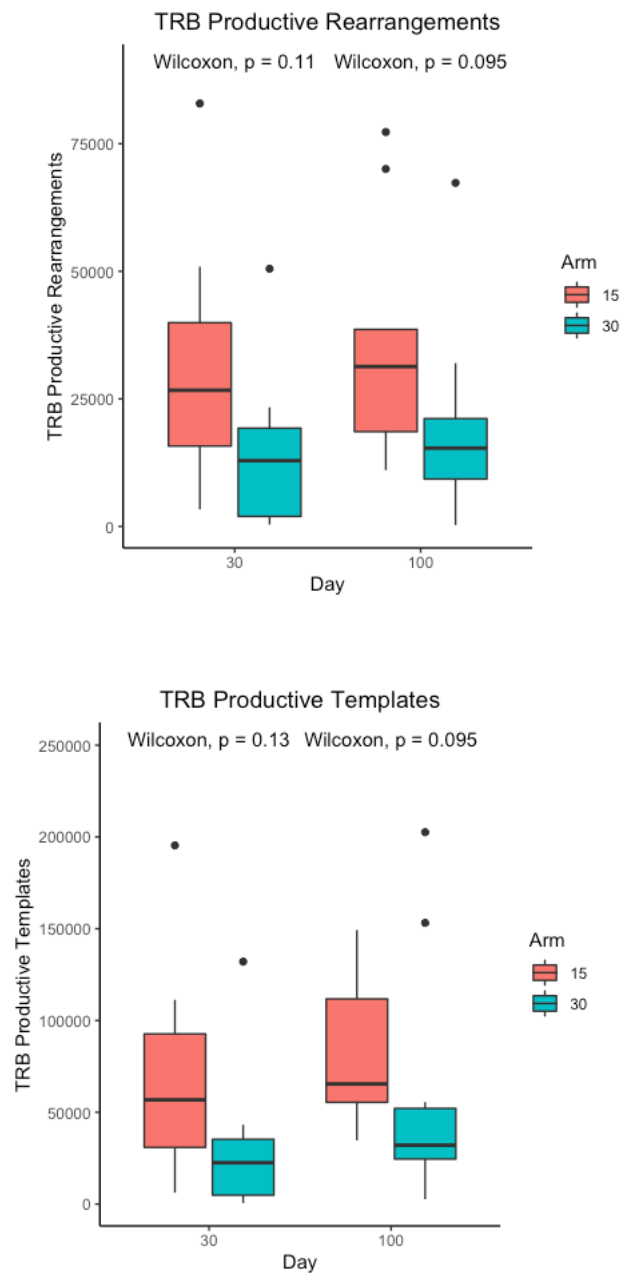 TRB Productive Rearrangements
Wilcoxon, p = 0.11 Wilcoxon, p = 0.095
TRB Productive Rearrangements
75000
50000
25000
0
30 100
Day
Arm
15
30
TRB Productive Templates
Wilcoxon, p = 0.13 Wilcoxon, p = 0.095
TRB Productive Templates
250000
200000
150000
100000
50000
0
30 100
Day
Arm
15
30